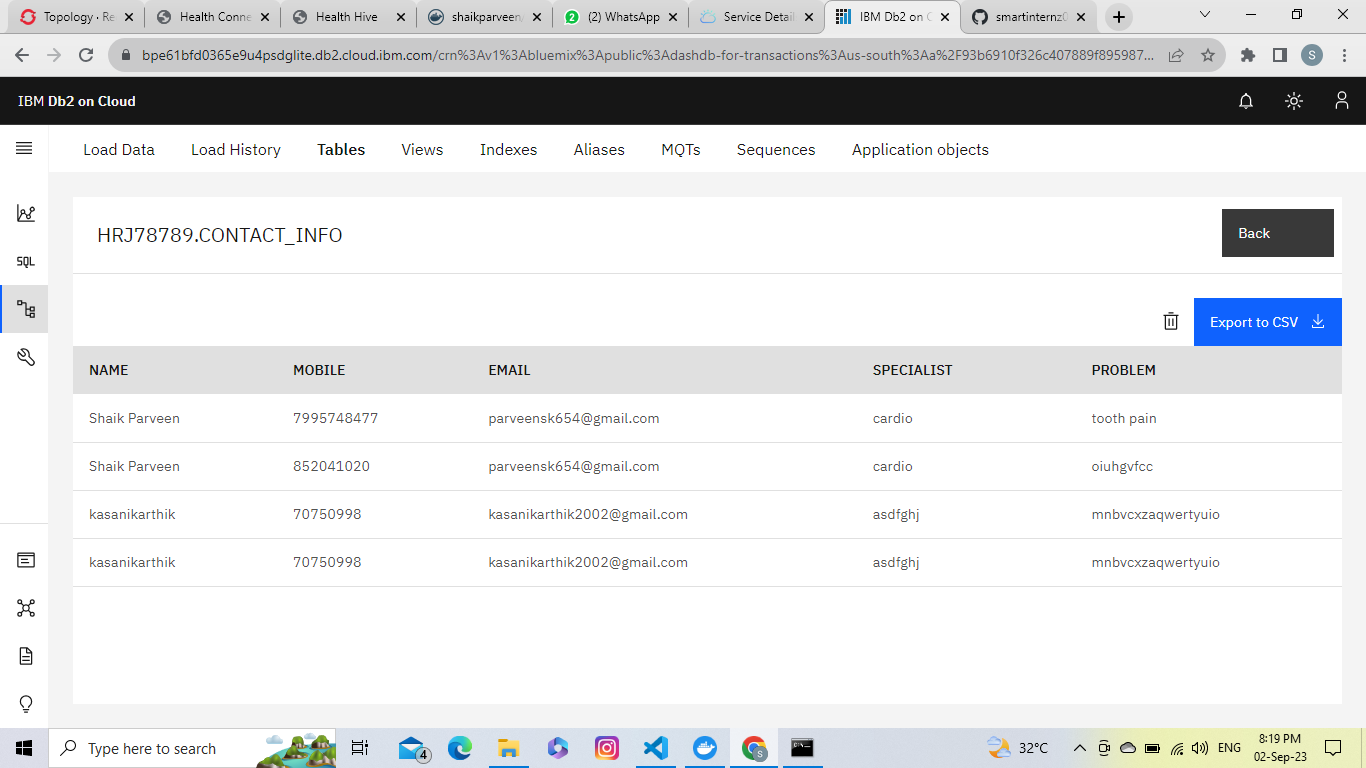 Topology · Re
Health Conne
Health Hive
shaikparveen/
(2) WhatsApp
Service Detail
IBM Db2 on C
smartinternz0
bpe61bfd0365e9u4psdglite.db2.cloud.ibm.com/crn%3Av1%3Abluemix%3Apublic%3Adashdb-for-transactions%3Aus-south%3Aa%2F93b6910f326c407889f895987...
S
IBM Db2 on Cloud
Load Data
Load History
Tables
Views
Indexes
Aliases
MQTs
Sequences
Application objects
SQL
HRJ78789.CONTACT_INFO
Back
Export to CSV
NAME MOBILE EMAIL SPECIALIST PROBLEM
Shaik Parveen 7995748477 parveensk654@gmail.com cardio tooth pain
Shaik Parveen 852041020 parveensk654@gmail.com cardio oiuhgvfcc
kasanikarthik 70750998 kasanikarthik2002@gmail.com asdfghj mnbvcxzaqwertyuio
kasanikarthik 70750998 kasanikarthik2002@gmail.com asdfghj mnbvcxzaqwertyuio
Type here to search
4
S
32°C
ENG
8:19 PM
02-Sep-23